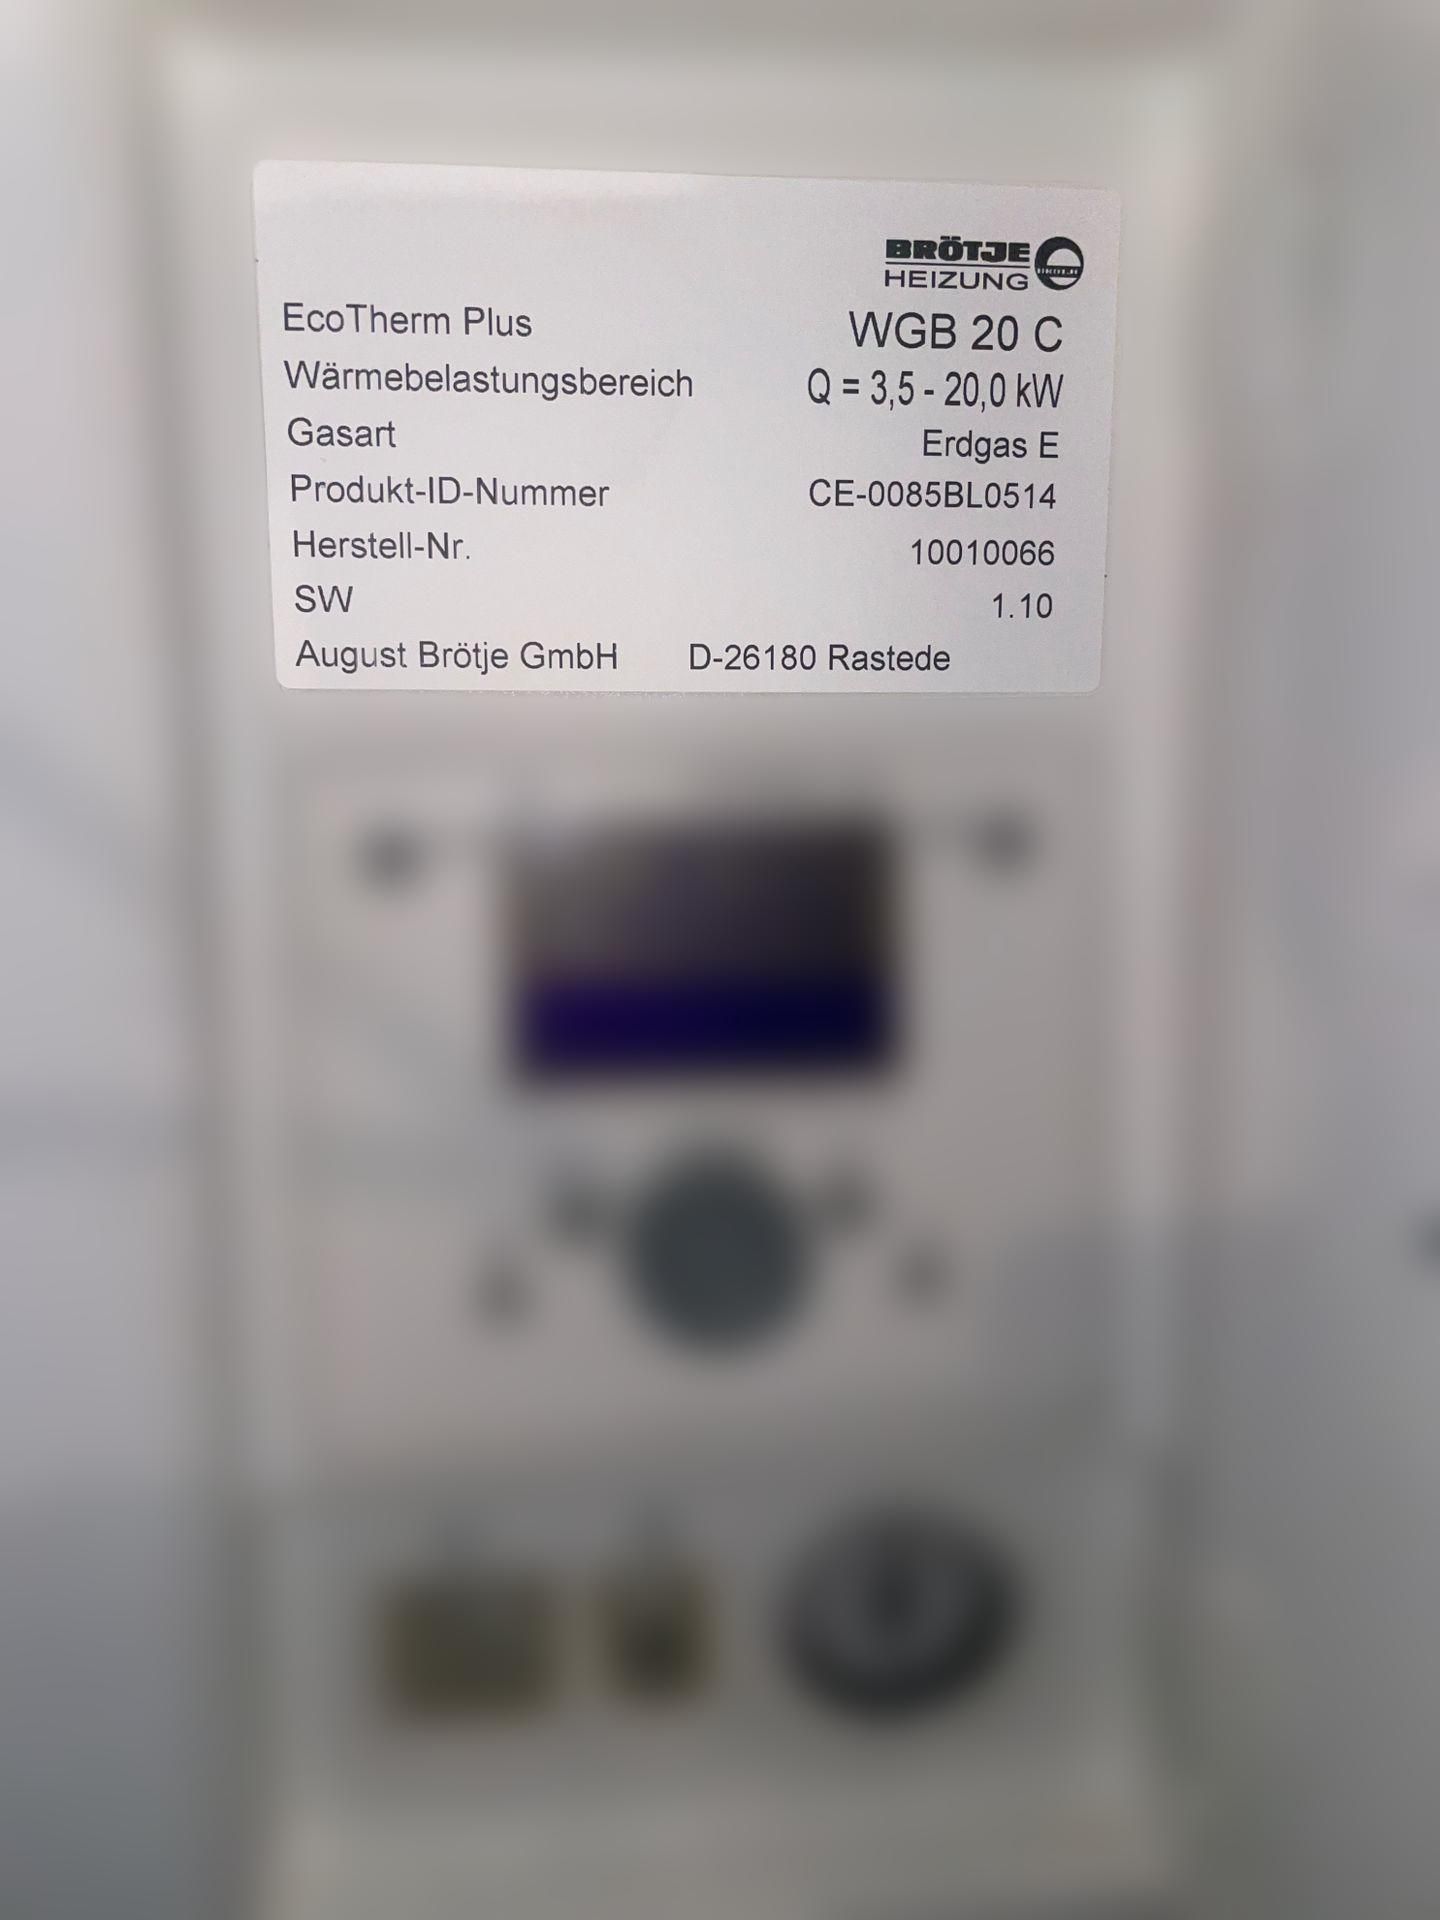 BRÖTJE
HEIZUNG
EcoTherm Plus WGB 20 C
Wärmebelastungsbereich Q = 3,5 - 20,0 kW
Gasart Erdgas E
Produkt-ID-Nummer CE-0085BL0514
Herstell-Nr. 10010066
SW 1.10
August Brötje GmbH D-26180 Rastede